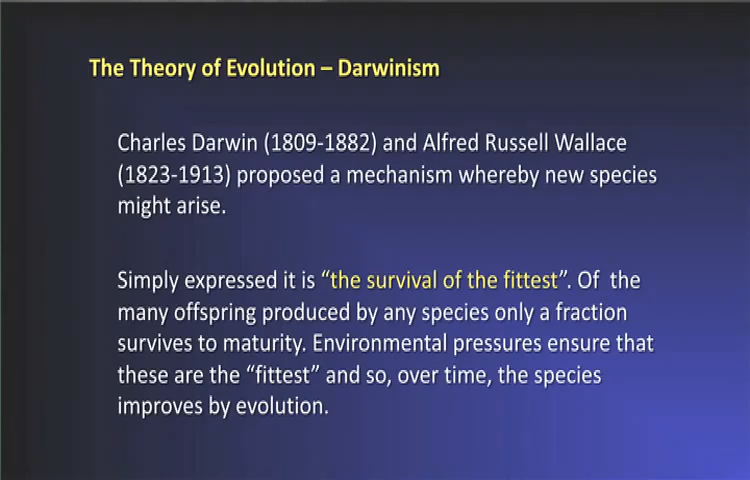 The Theory of Evolution – Darwinism
Charles Darwin (1809-1882) and Alfred Russell Wallace
(1823-1913) proposed a mechanism whereby new species
might arise.
Simply expressed it is “the survival of the fittest”. Of the
many offspring produced by any species only a fraction
survives to maturity. Environmental pressures ensure that
these are the “fittest” and so, over time, the species
improves by evolution.